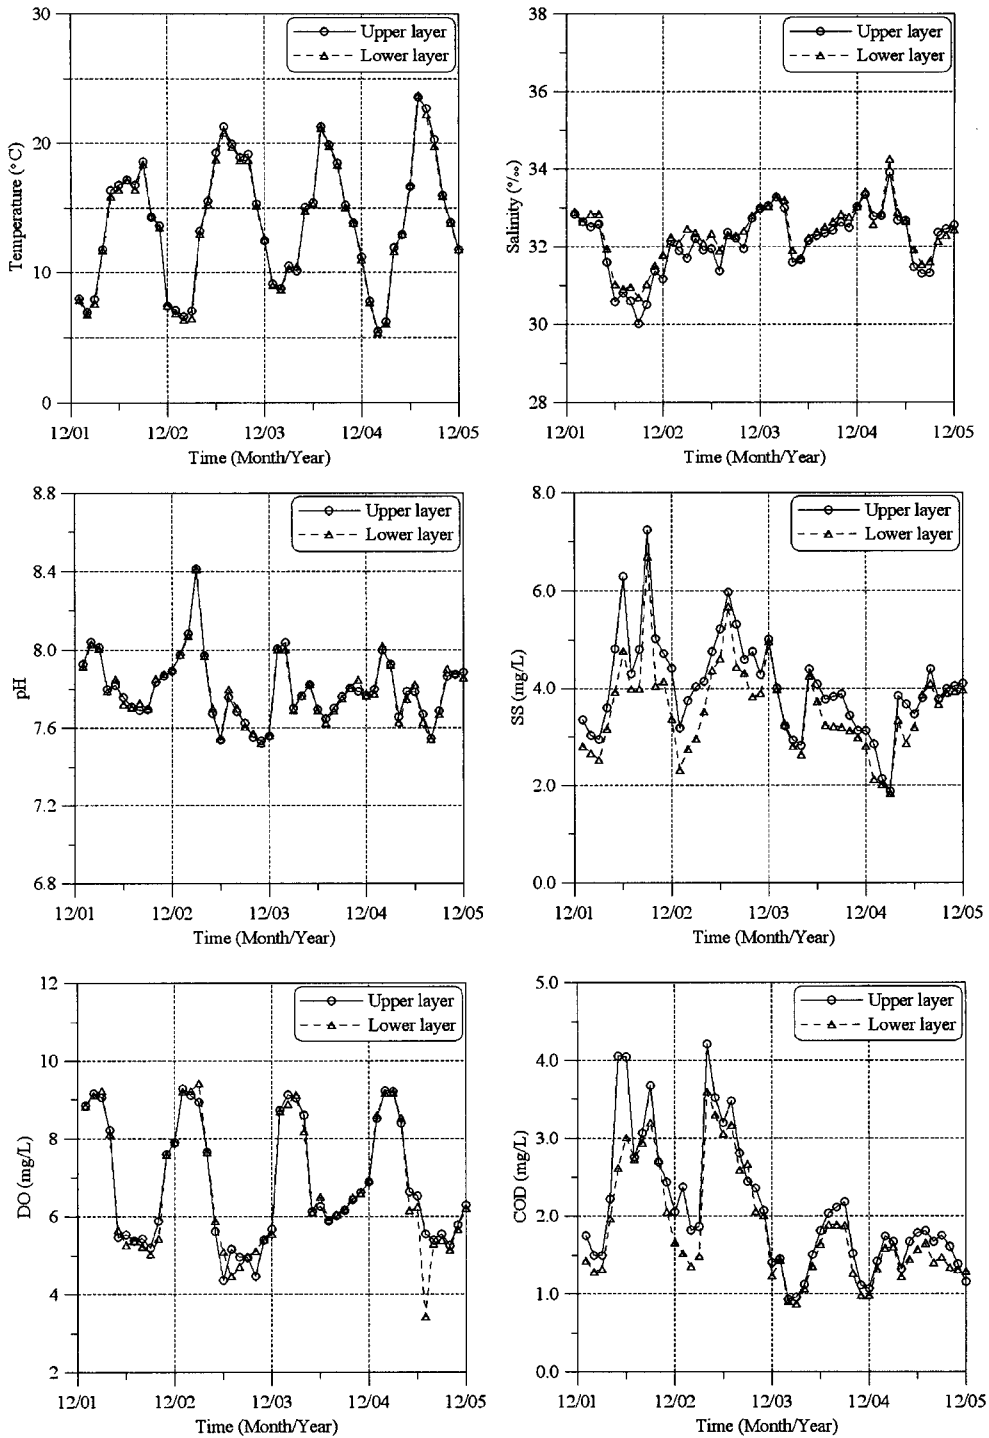 30
20
10
0
Temperature (°C)
Upper layer
Lower layer
12/01 12/02 12/03 12/04 12/05
Time (Month/Year)
38
36
34
32
30
28
Salinity (°/oo)
Upper layer
Lower layer
12/01 12/02 12/03 12/04 12/05
Time (Month/Year)
8.8
8.4
8.0
7.6
7.2
6.8
pH
Upper layer
Lower layer
12/01 12/02 12/03 12/04 12/05
Time (Month/Year)
8.0
6.0
4.0
2.0
0.0
SS (mg/L)
Upper layer
Lower layer
12/01 12/02 12/03 12/04 12/05
Time (Month/Year)
12
10
8
6
4
2
DO (mg/L)
Upper layer
Lower layer
12/01 12/02 12/03 12/04 12/05
Time (Month/Year)
5.0
4.0
3.0
2.0
1.0
0.0
COD (mg/L)
Upper layer
Lower layer
12/01 12/02 12/03 12/04 12/05
Time (Month/Year)